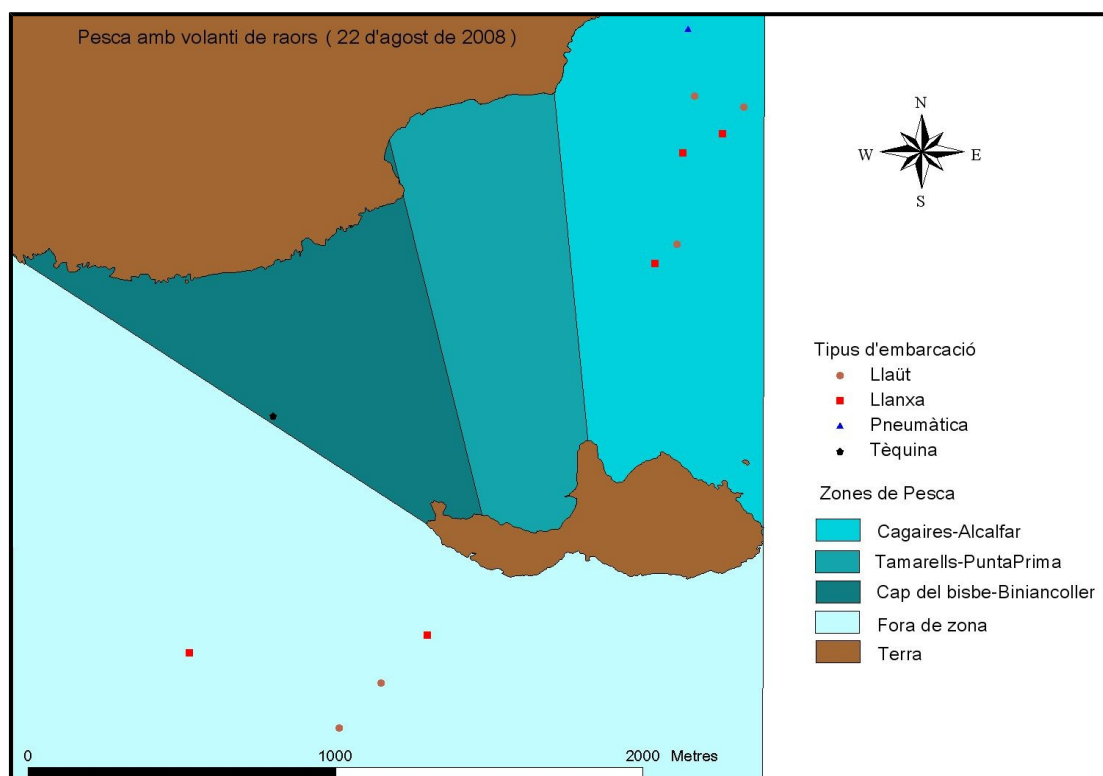 Pesca amb volanti de raors ( 22 d'agost de 2008 )
N
W E
S
Tipus d'embarcació
Llaüt
Llanxa
Pneumàtica
Tèquina
Zones de Pesca
Cagaires-Alcalfar
Tamarells-PuntaPrima
Cap del bisbe-Biniancoller
Fora de zona
Terra
0 1000 2000 Metres